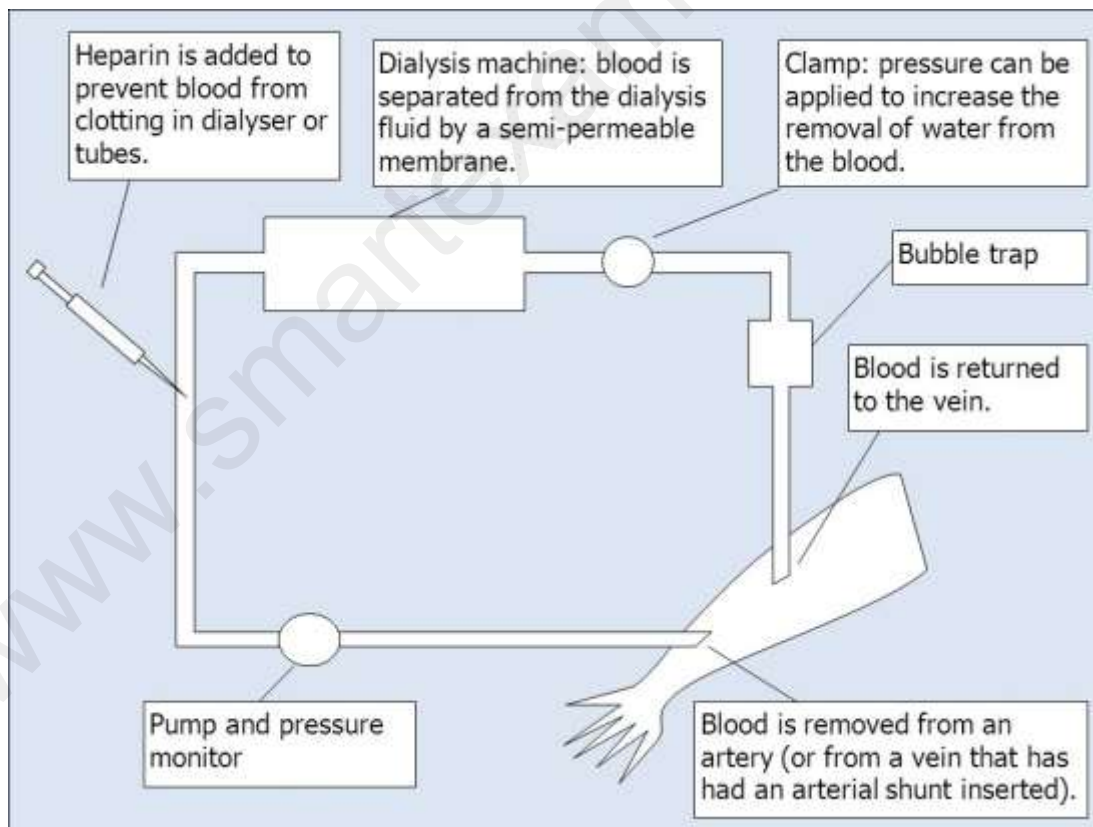 Heparin is added to
prevent blood from
clotting in dialyser or
tubes.
Dialysis machine: blood is
separated from the dialysis
fluid by a semi-permeable
membrane.
Clamp: pressure can be
applied to increase the
removal of water from
the blood.
Bubble trap
Blood is returned
to the vein.
Pump and pressure
monitor
Blood is removed from an
artery (or from a vein that has
had an arterial shunt inserted).
www.smartexam